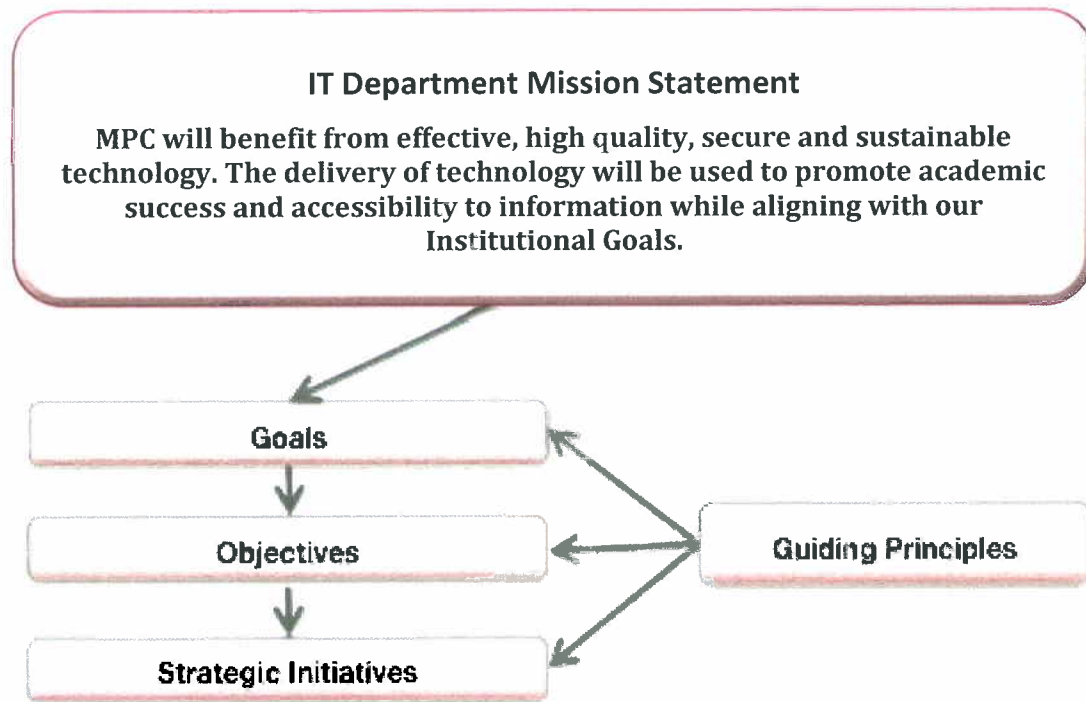 IT Department Mission Statement
MPC will benefit from effective, high quality, secure and sustainable
technology. The delivery of technology will be used to promote academic
success and accessibility to information while aligning with our
Institutional Goals.
Goals
Objectives
Guiding Principles
Strategic Initiatives